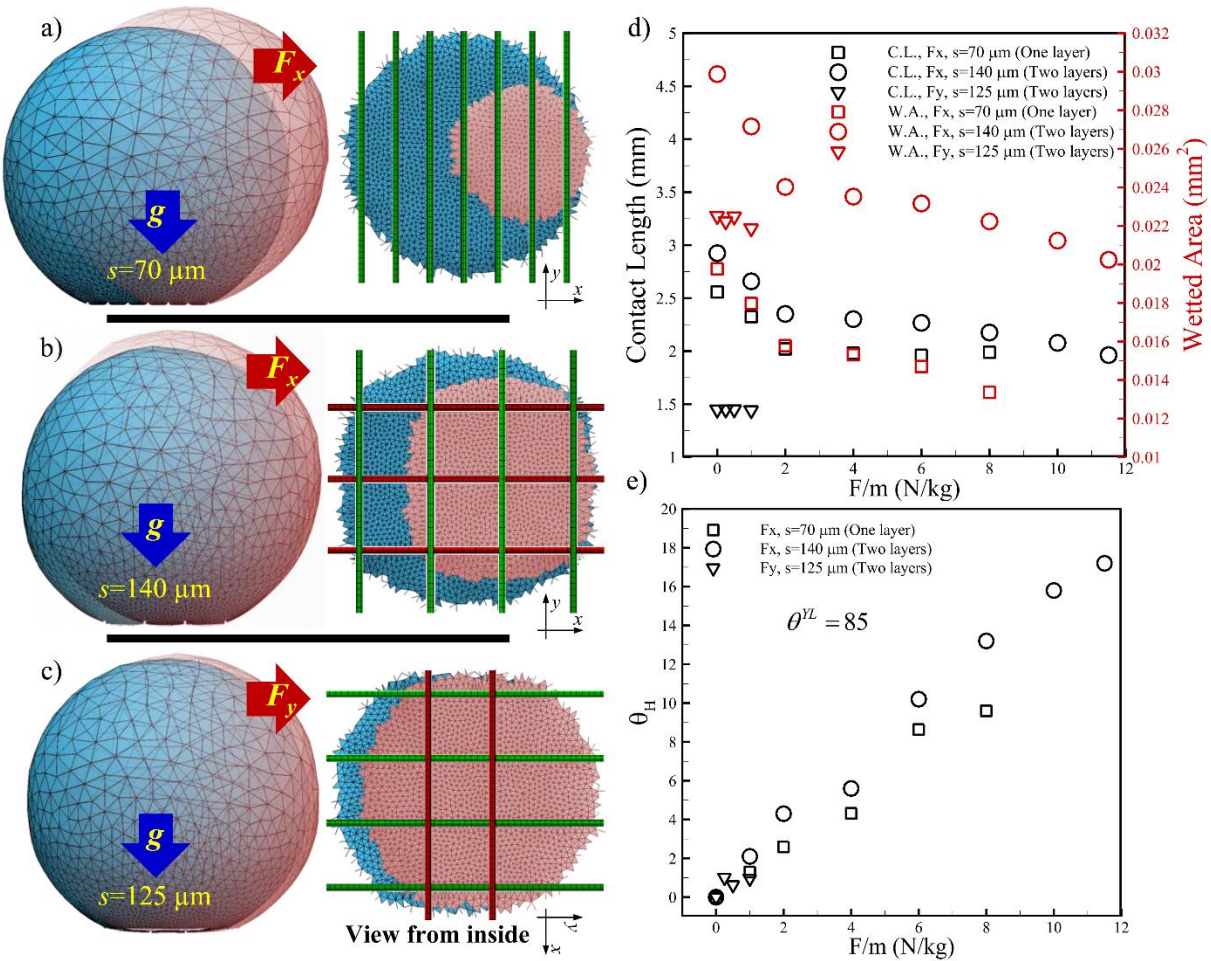 a)
Fx
g
s=70 µm
y
x
b)
Fx
g
s=140 µm
y
x
c)
Fy
g
s=125 µm
View from inside
y
x
d)
5
4.5
4
3.5
3
2.5
2
1.5
1
Contact Length (mm)
C.L., Fx, s=70 µm (One layer)
C.L., Fx, s=140 µm (Two layers)
C.L., Fy, s=125 µm (Two layers)
W.A., Fx, s=70 µm (One layer)
W.A., Fx, s=140 µm (Two layers)
W.A., Fy, s=125 µm (Two layers)
0.032
0.03
0.028
0.026
0.024
0.022
0.02
0.018
0.016
0.014
0.012
0.01
Wetted Area (mm²)
0 2 4 6 8 10 12
F/m (N/kg)
e)
20
18
16
14
12
10
8
6
4
2
0
θH
Fx, s=70 µm (One layer)
Fx, s=140 µm (Two layers)
Fy, s=125 µm (Two layers)
θ^YL = 85
0 2 4 6 8 10 12
F/m (N/kg)